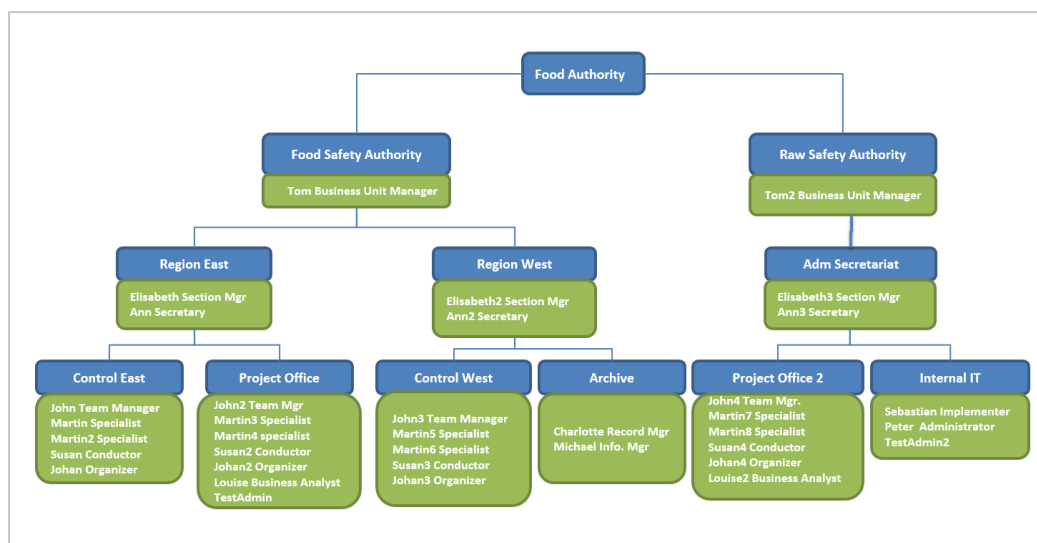 Food Authority
Food Safety Authority
Tom Business Unit Manager
Raw Safety Authority
Tom2 Business Unit Manager
Region East
Elisabeth Section Mgr
Ann Secretary
Region West
Elisabeth2 Section Mgr
Ann2 Secretary
Adm Secretariat
Elisabeth3 Section Mgr
Ann3 Secretary
Control East
John Team Manager
Martin Specialist
Martin2 Specialist
Susan Conductor
Johan Organizer
Project Office
John2 Team Mgr
Martin3 Specialist
Martin4 specialist
Susan2 Conductor
Johan2 Organizer
Louise Business Analyst
TestAdmin
Control West
John3 Team Manager
Martin5 Specialist
Martin6 Specialist
Susan3 Conductor
Johan3 Organizer
Archive
Charlotte Record Mgr
Michael Info. Mgr
Project Office 2
John4 Team Mgr.
Martin7 Specialist
Martin8 Specialist
Susan4 Conductor
Johan4 Organizer
Louise2 Business Analyst
Internal IT
Sebastian Implementer
Peter Administrator
TestAdmin2